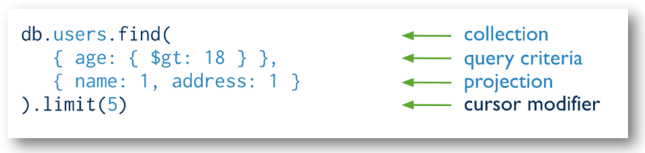 db.users.find( collection
{ age: { $gt: 18 } }, query criteria
{ name: 1, address: 1 } projection
).limit(5) cursor modifier